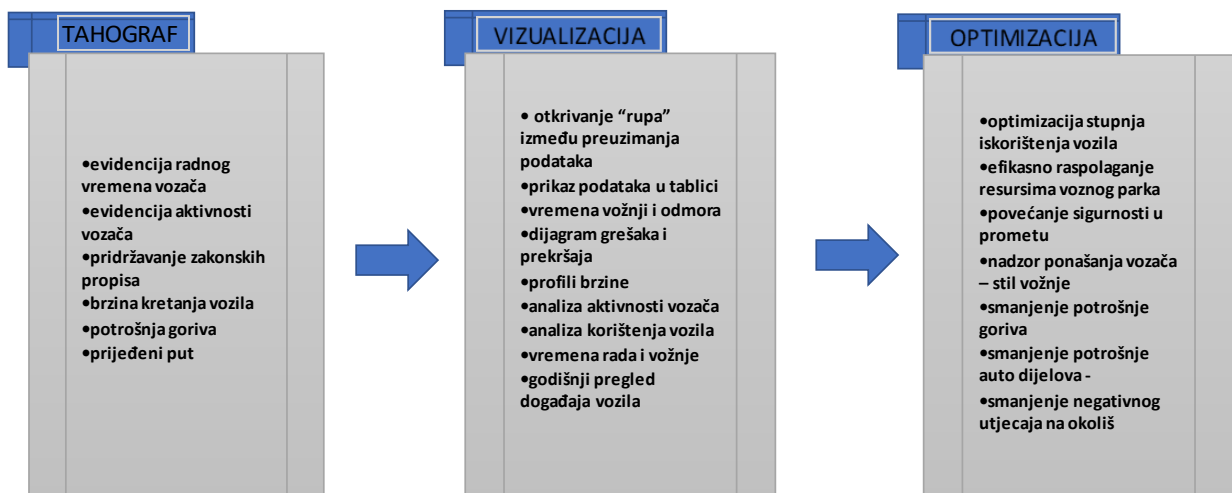 TAHOGRAF
•evidencija radnog
vremena vozača
•evidencija aktivnosti
vozača
•pridržavanje zakonskih
propisa
•brzina kretanja vozila
•potrošnja goriva
•prijeđeni put
VIZUALIZACIJA
• otkrivanje “rupa”
između preuzimanja
podataka
•prikaz podataka u tablici
•vremena vožnji i odmora
•dijagram grešaka i
prekršaja
•profili brzine
•analiza aktivnosti vozača
•analiza korištenja vozila
•vremena rada i vožnje
•godišnji pregled
događaja vozila
OPTIMIZACIJA
•optimizacija stupnja
iskorištenja vozila
•efikasno raspolaganje
resursima voznog parka
•povećanje sigurnosti u
prometu
•nadzor ponašanja vozača
– stil vožnje
•smanjenje potrošnje
goriva
•smanjenje potrošnje
auto dijelova -
•smanjenje negativnog
utjecaja na okoliš